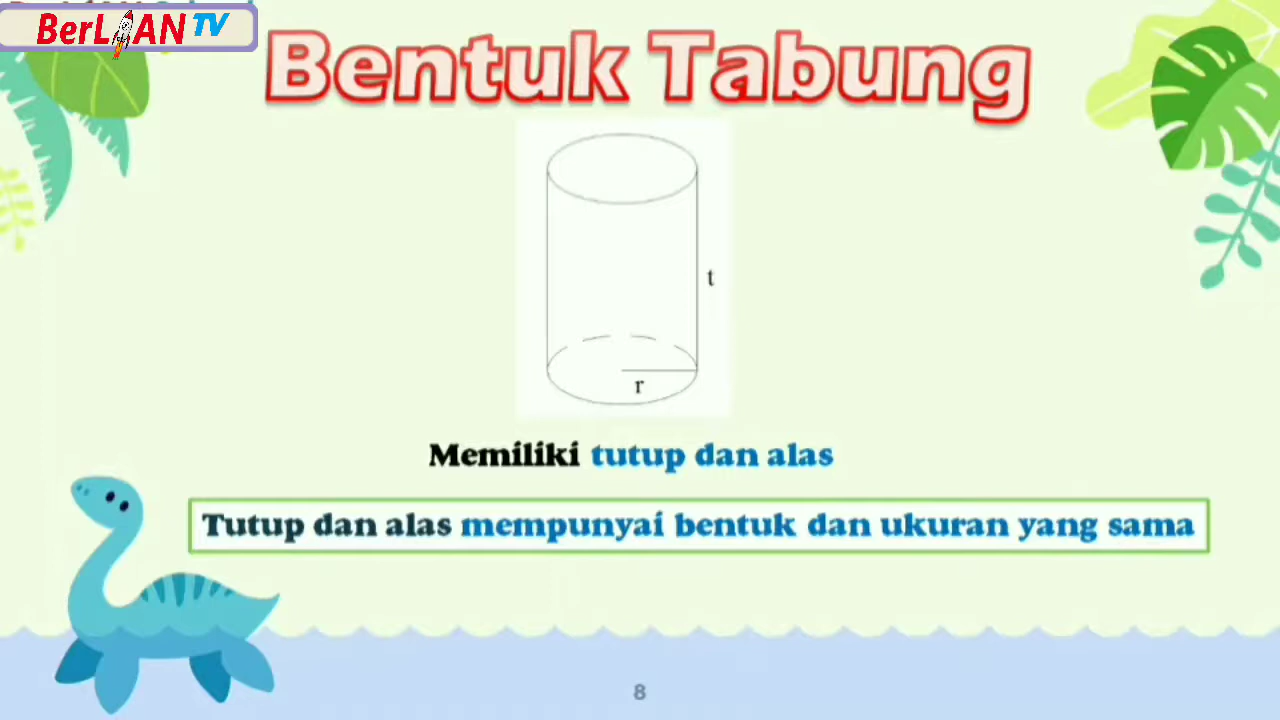 BerLIAN TV
Bentuk Tabung
t
r
Memiliki tutup dan alas
Tutup dan alas mempunyai bentuk dan ukuran yang sama
8